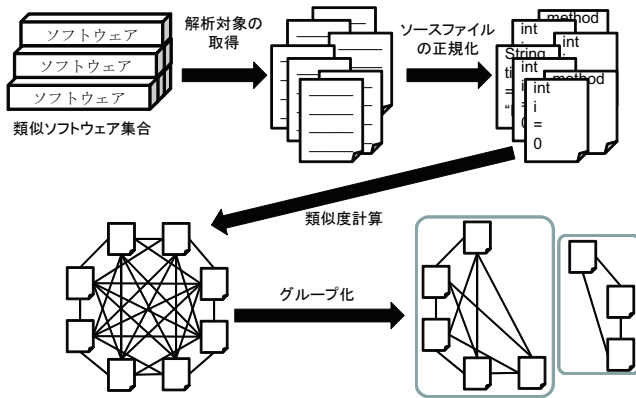 ソフトウェア
ソフトウェア
ソフトウェア
類似ソフトウェア集合
解析対象の
取得
ソースファイル
の正規化
method
int
int
i
String
int
method
ti
=
int
i
=
0
類似度計算
グループ化